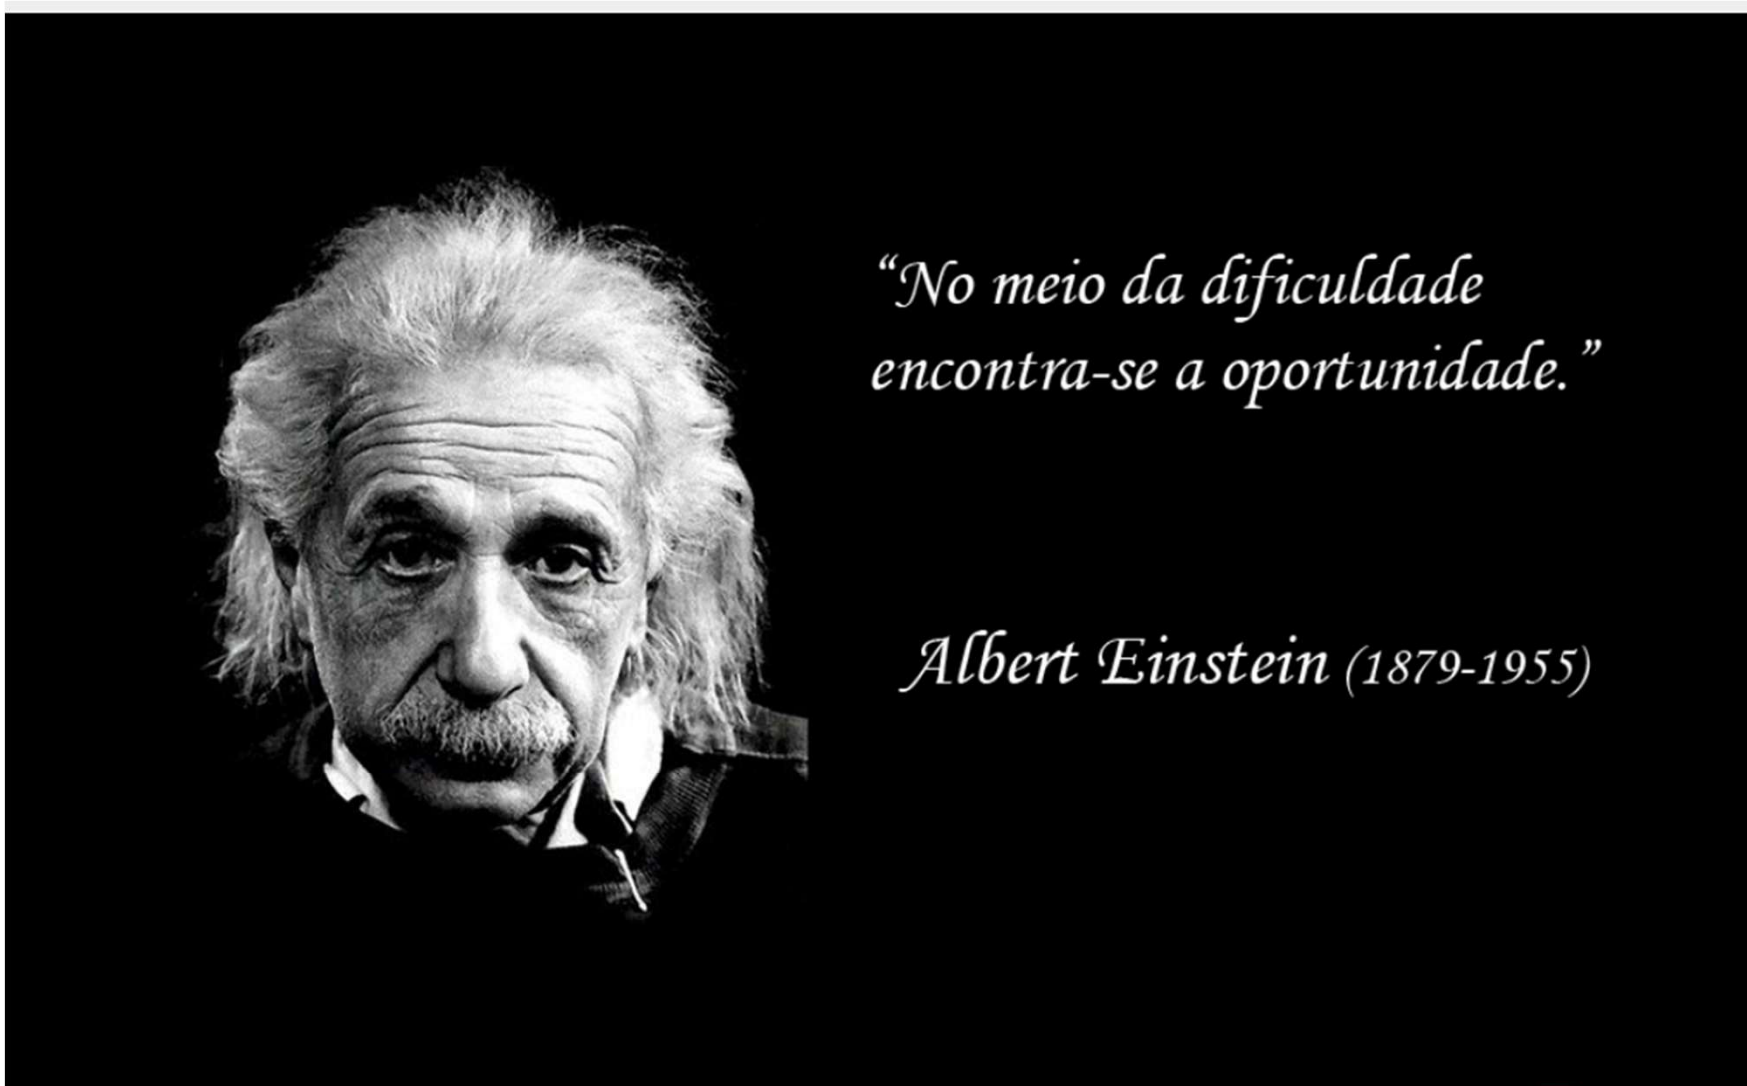 “No meio da dificuldade
encontra-se a oportunidade.”
Albert Einstein (1879-1955)